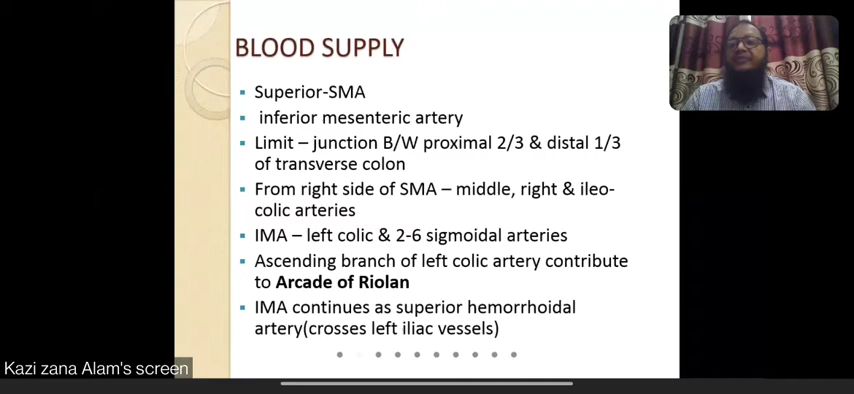 BLOOD SUPPLY
Superior-SMA
inferior mesenteric artery
Limit – junction B/W proximal 2/3 & distal 1/3
of transverse colon
From right side of SMA – middle, right & ileo-
colic arteries
IMA – left colic & 2-6 sigmoidal arteries
Ascending branch of left colic artery contribute
to Arcade of Riolan
IMA continues as superior hemorrhoidal
artery(crosses left iliac vessels)
Kazi zana Alam's screen